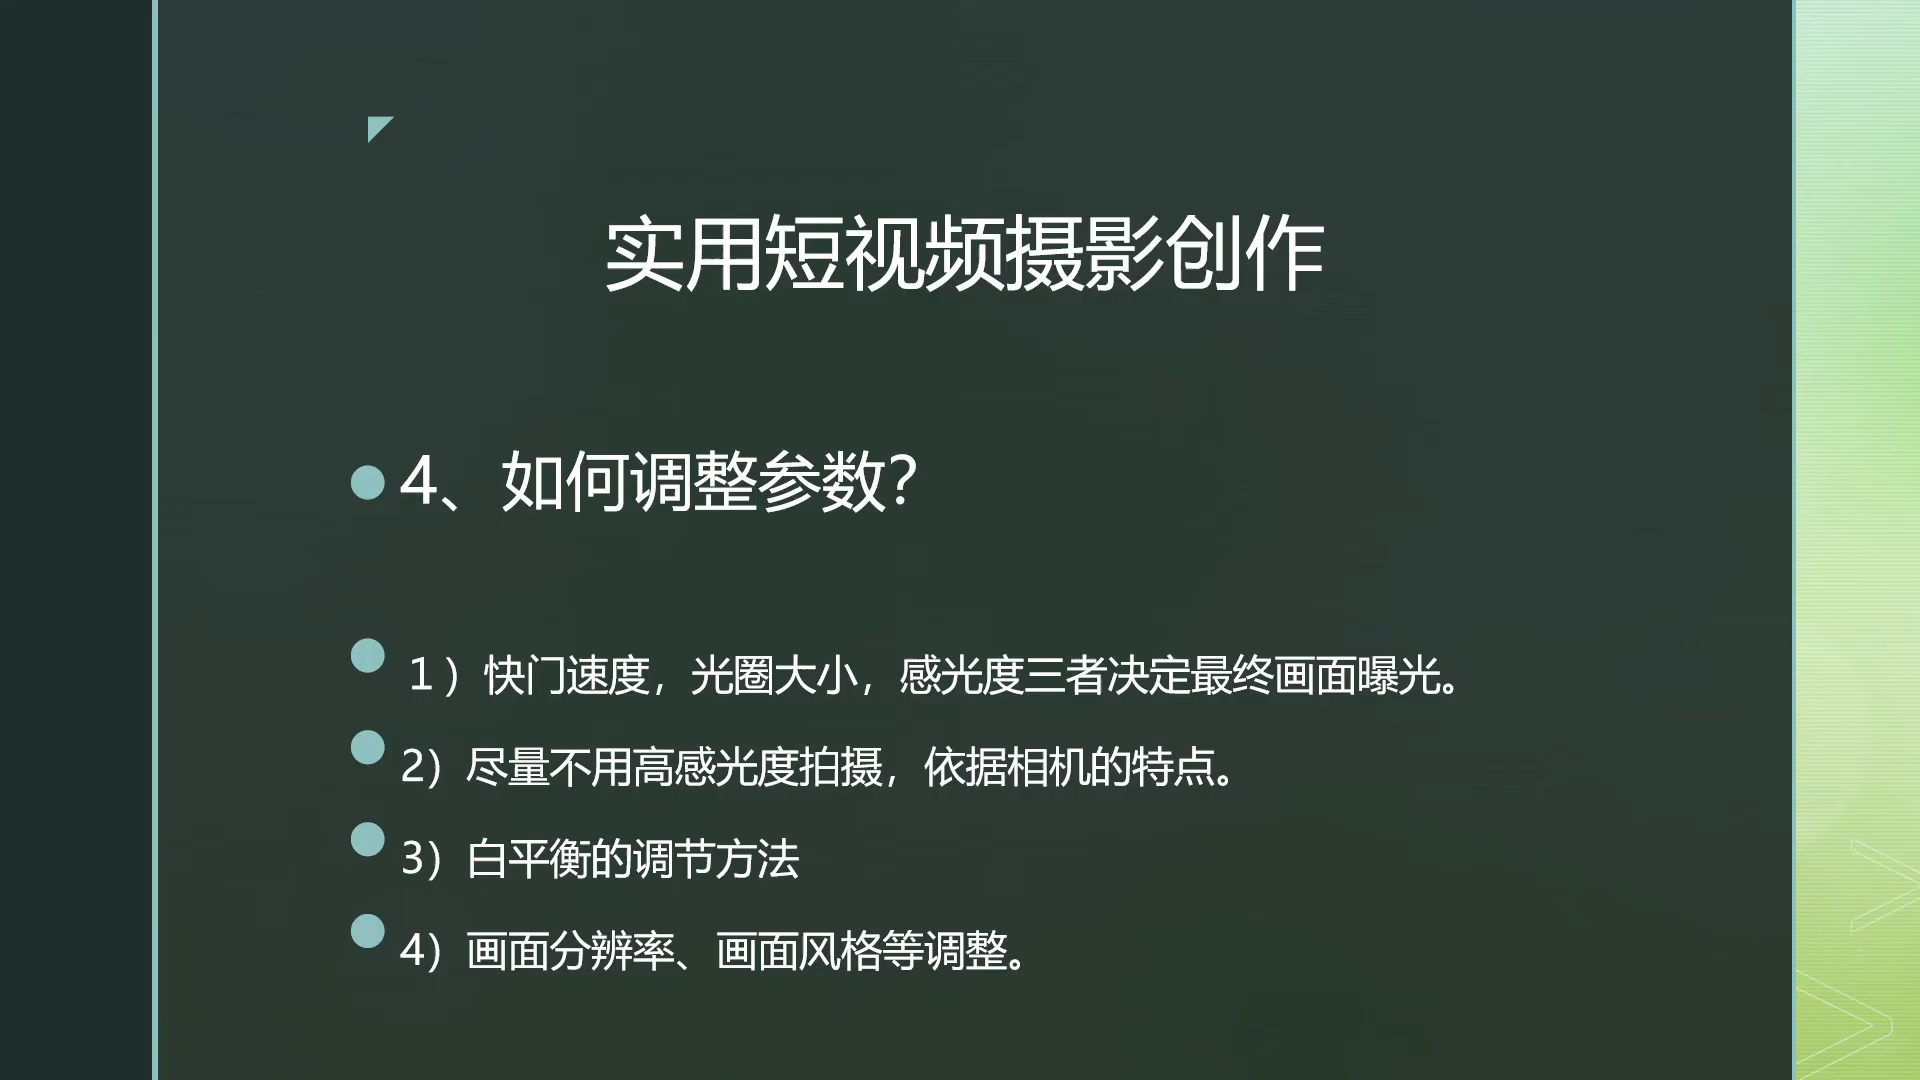 实用短视频摄影创作
4、如何调整参数?
1）快门速度，光圈大小，感光度三者决定最终画面曝光。
2）尽量不用高感光度拍摄，依据相机的特点。
3）白平衡的调节方法
4）画面分辨率、画面风格等调整。